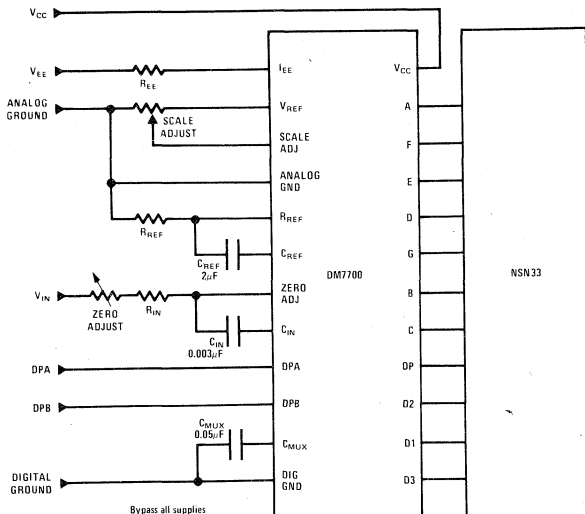 VCC
VEE
REE
IEE
VCC
ANALOG
GROUND
SCALE
ADJUST
VREF
A
SCALE
ADJ
F
ANALOG
GND
E
RREF
RREF
D
CREF
2μF
CREF
G
DM7700
NSN33
VIN
ZERO
ADJUST
RIN
ZERO
ADJ
B
CIN
0.003μF
CIN
C
DPA
DPA
DP
DPB
DPB
D2
CMUX
0.05μF
CMUX
D1
DIGITAL
GROUND
DIG
GND
D3
Bypass all supplies